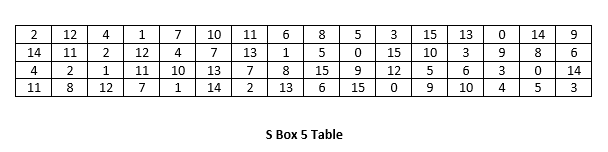 2 12 4 1 7 10 11 6 8 5 3 15 13 0 14 9
14 11 2 12 4 7 13 1 5 0 15 10 3 9 8 6
4 2 1 11 10 13 7 8 15 9 12 5 6 3 0 14
11 8 12 7 1 14 2 13 6 15 0 9 10 4 5 3
S Box 5 Table